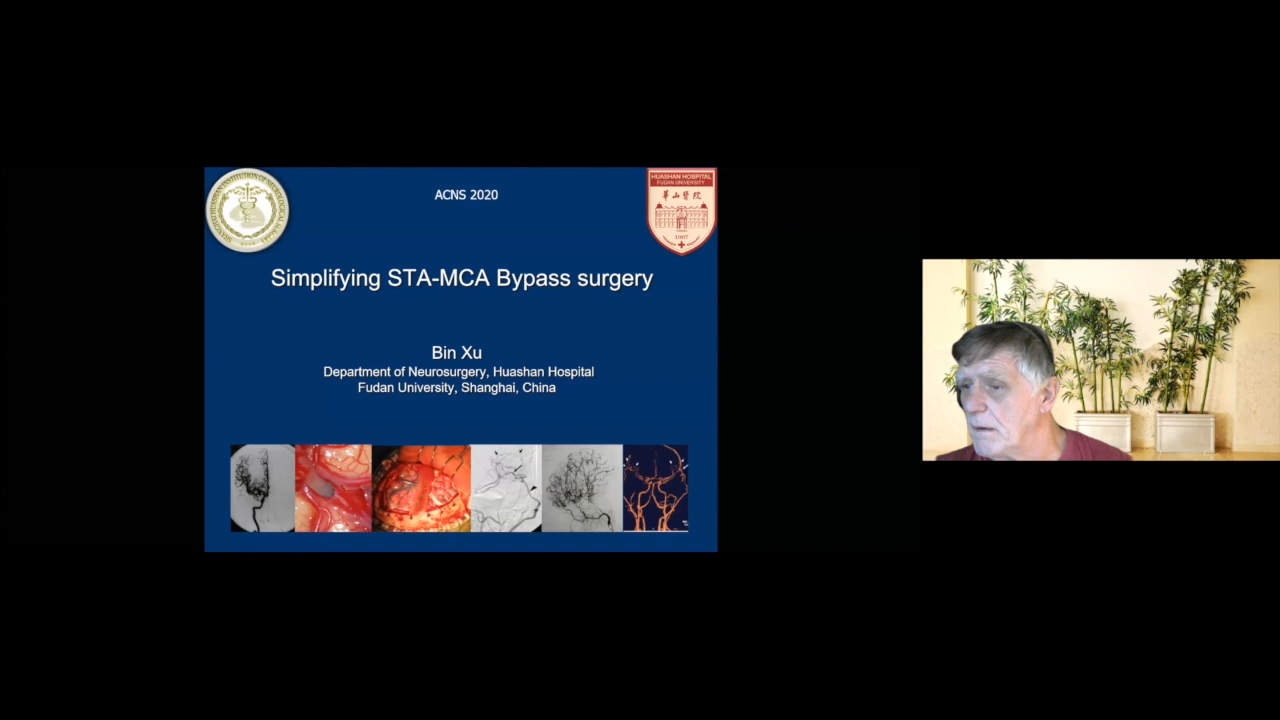 ACNS 2020
HUASHAN HOSPITAL
FUDAN UNIVERSITY
華山醫院
1907
Simplifying STA-MCA Bypass surgery
Bin Xu
Department of Neurosurgery, Huashan Hospital
Fudan University, Shanghai, China